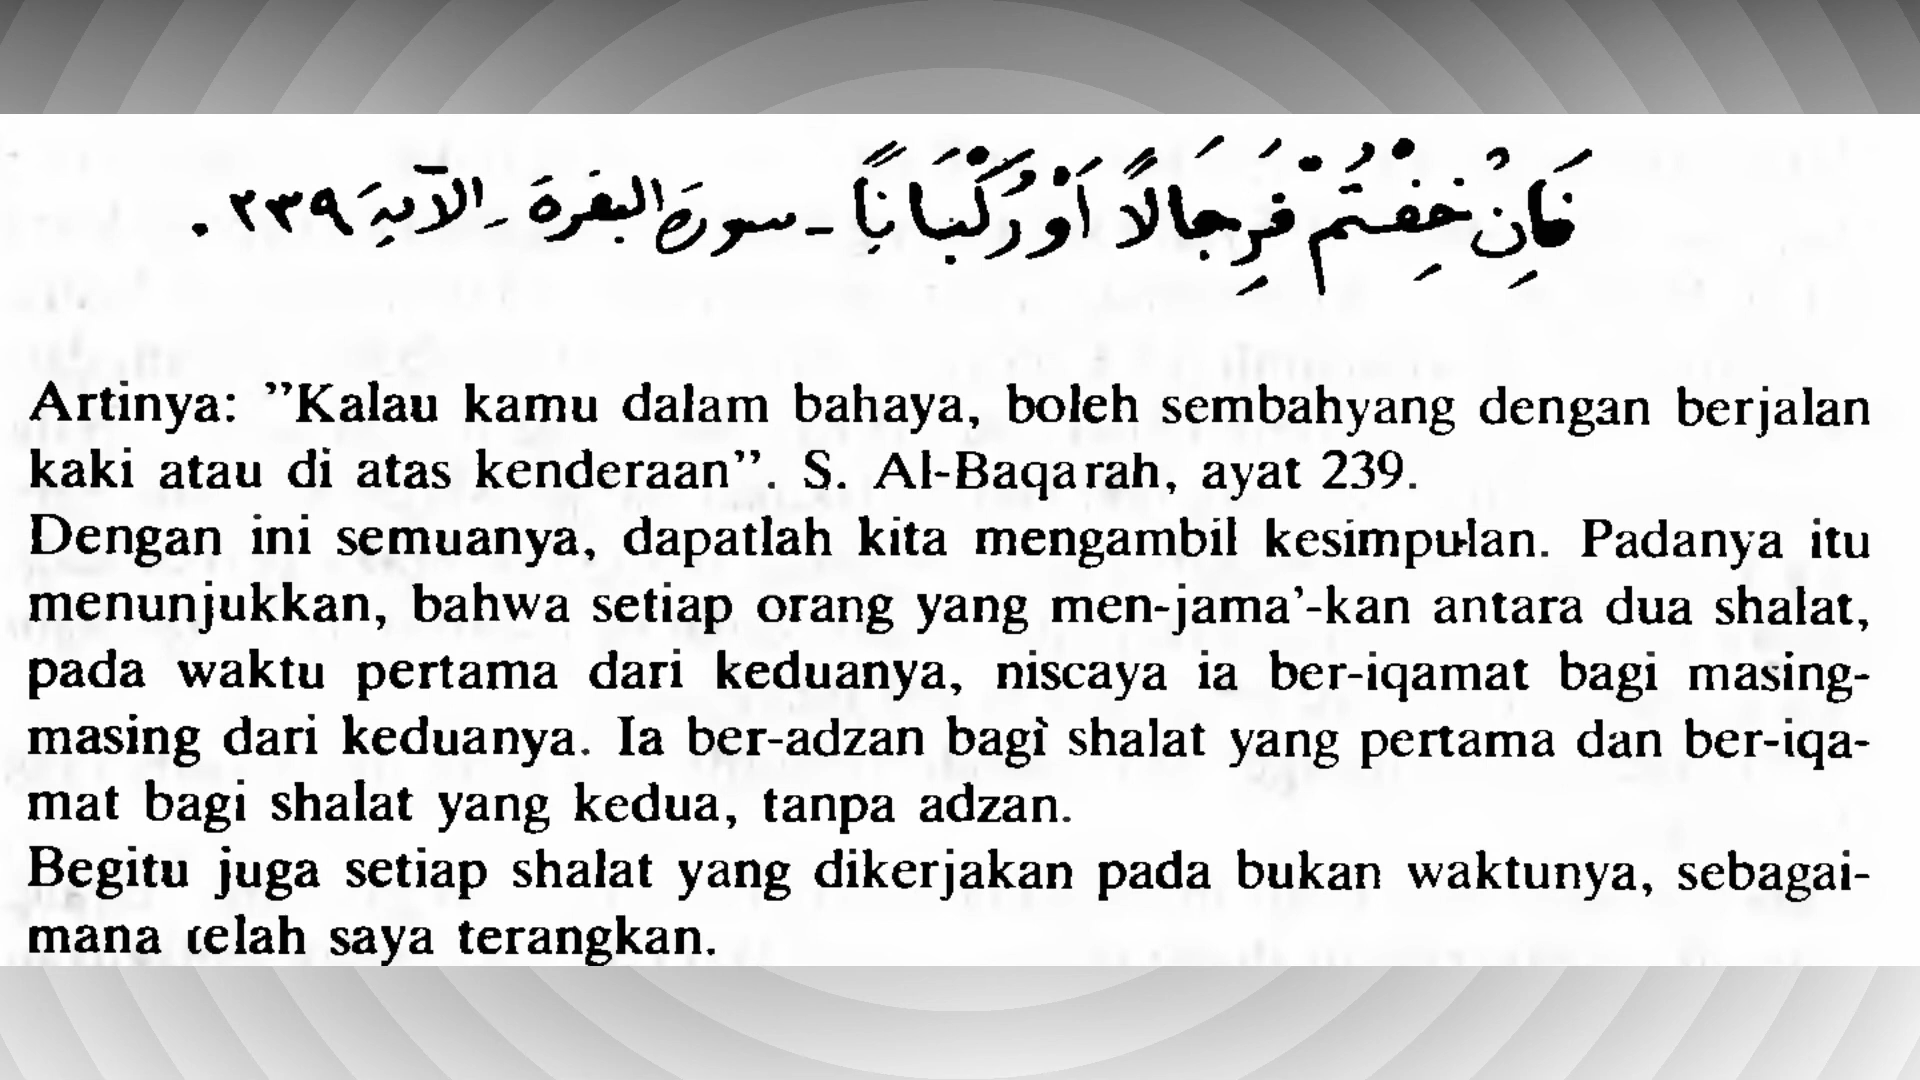 فَإِنْ خِفْتُمْ فَرِجَالًا أَوْ رُكْبَانًا - سورة البقرة - الآية ٢٣٩ .
Artinya: ”Kalau kamu dalam bahaya, boleh sembahyang dengan berjalan
kaki atau di atas kenderaan”. S. Al-Baqarah, ayat 239.
Dengan ini semuanya, dapatlah kita mengambil kesimpulan. Padanya itu
menunjukkan, bahwa setiap orang yang men-jama’-kan antara dua shalat,
pada waktu pertama dari keduanya, niscaya ia ber-iqamat bagi masing-
masing dari keduanya. Ia ber-adzan bagi shalat yang pertama dan ber-iqa-
mat bagi shalat yang kedua, tanpa adzan.
Begitu juga setiap shalat yang dikerjakan pada bukan waktunya, sebagai-
mana telah saya terangkan.